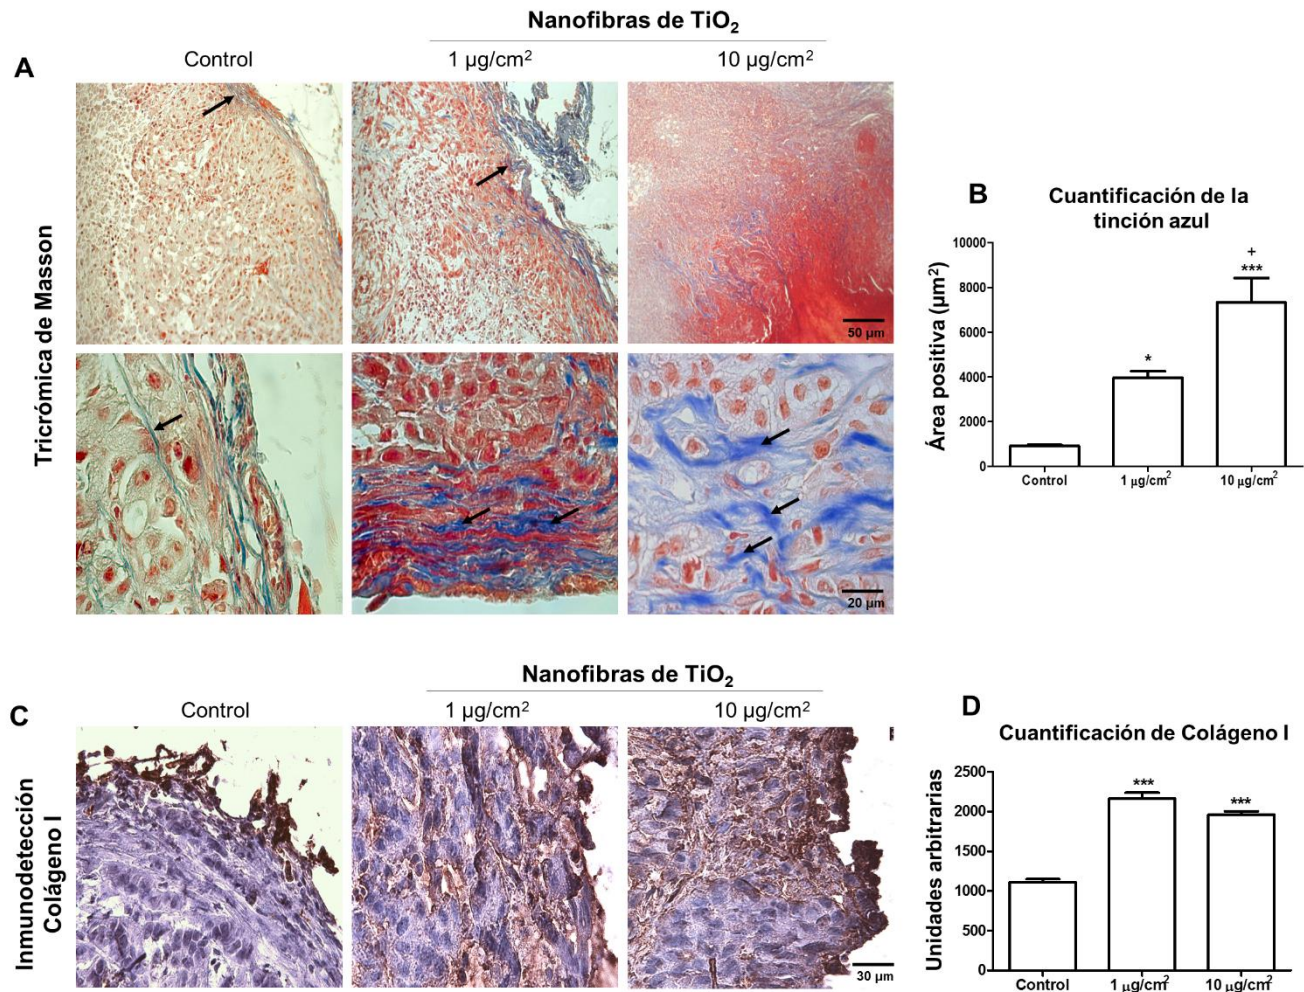 Nanofibras de TiO₂
A
Control
1 µg/cm²
10 µg/cm²
Tricrómica de Masson
50 µm
20 µm
B
Cuantificación de la
tinción azul
Área positiva (µm²)
10000
8000
6000
4000
2000
0
*
+
***
Control
1 µg/cm²
10 µg/cm²
Nanofibras de TiO₂
C
Control
1 µg/cm²
10 µg/cm²
Inmunodetección
Colágeno I
30 µm
D
Cuantificación de Colágeno I
Unidades arbitrarias
2500
2000
1500
1000
500
0
***
***
Control
1 µg/cm²
10 µg/cm²